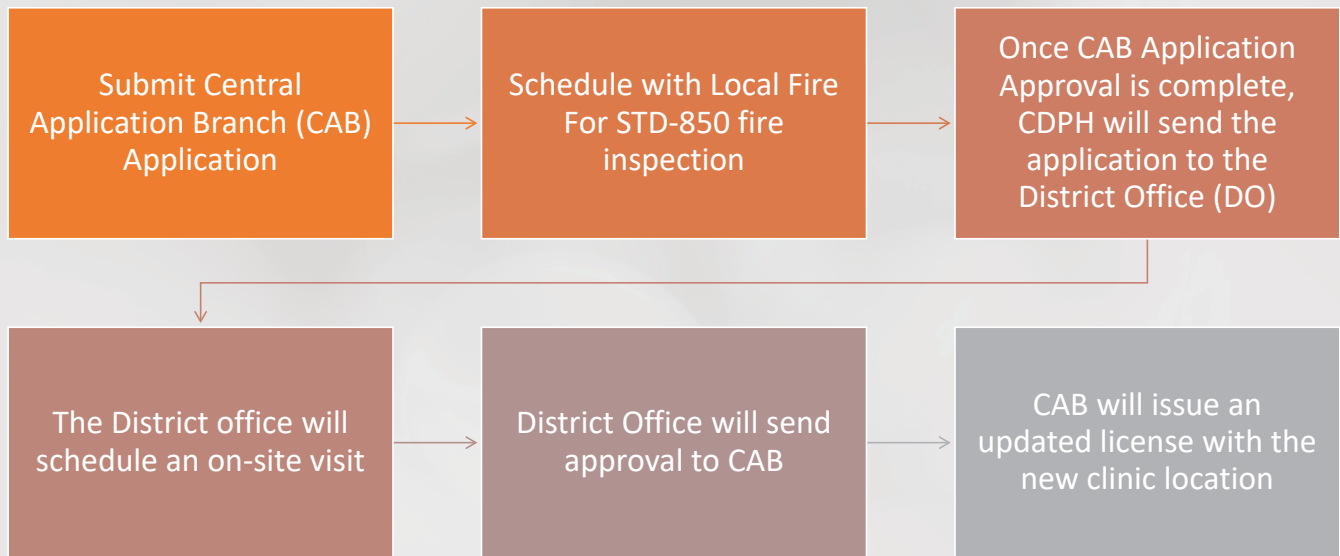 Submit Central
Application Branch (CAB)
Application
Schedule with Local Fire
For STD-850 fire
inspection
Once CAB Application
Approval is complete,
CDPH will send the
application to the
District Office (DO)
The District office will
schedule an on-site visit
District Office will send
approval to CAB
CAB will issue an
updated license with the
new clinic location